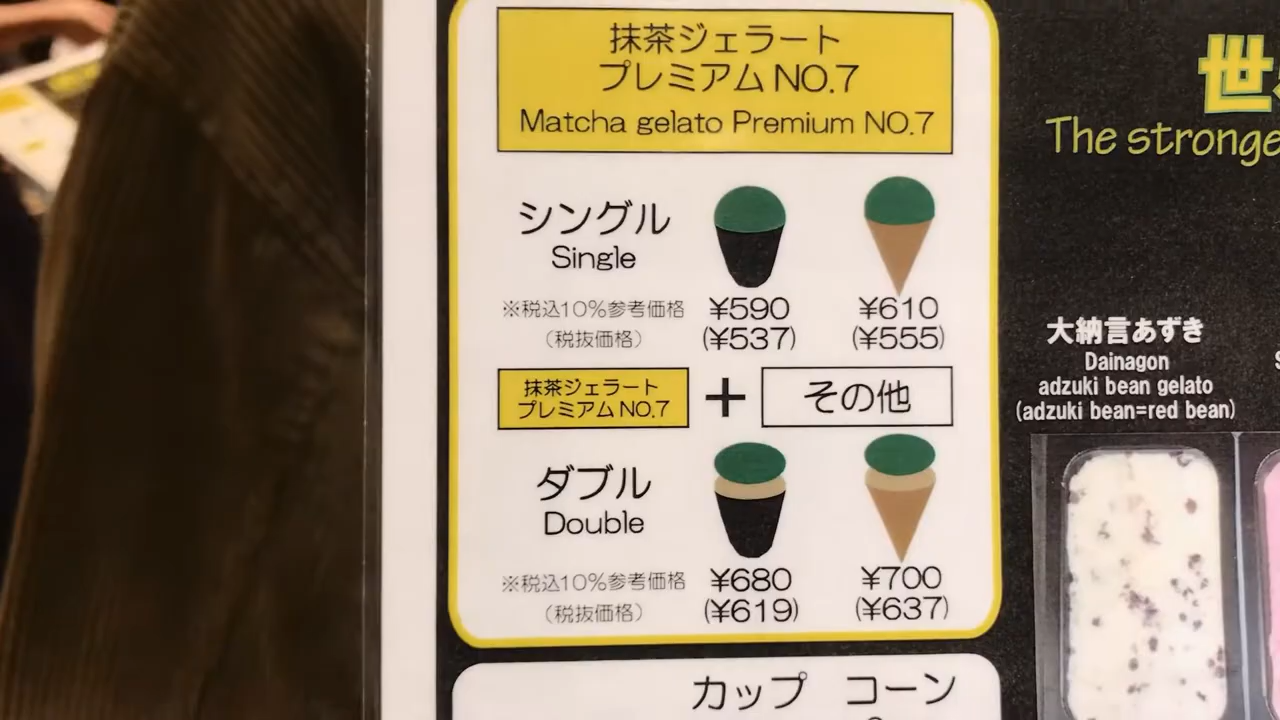 抹茶ジェラート
プレミアムNO.7
Matcha gelato Premium NO.7
シングル
Single
※税込10%参考価格 ¥590 ¥610
(税抜価格) (¥537) (¥555)
抹茶ジェラート
プレミアムNO.7
+
その他
ダブル
Double
※税込10%参考価格 ¥680 ¥700
(税抜価格) (¥619) (¥637)
カップ コーン
世
The stronge
大納言あずき
Dainagon
adzuki bean gelato
(adzuki bean=red bean)